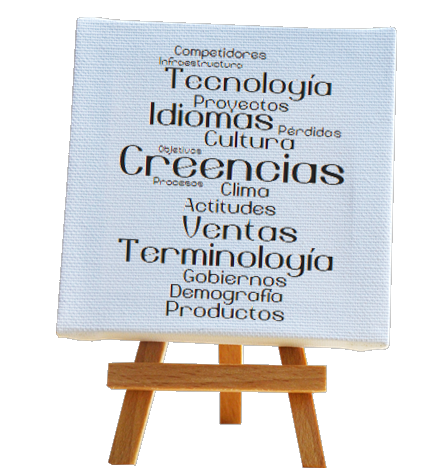 Competidores
Infraestructura
Tecnología
Proyectos
Idiomas
Pérdidos
Cultura
Objetivos
Creencias
Procesos
Clima
Actitudes
Ventas
Terminología
Gobiernos
Demografía
Productos